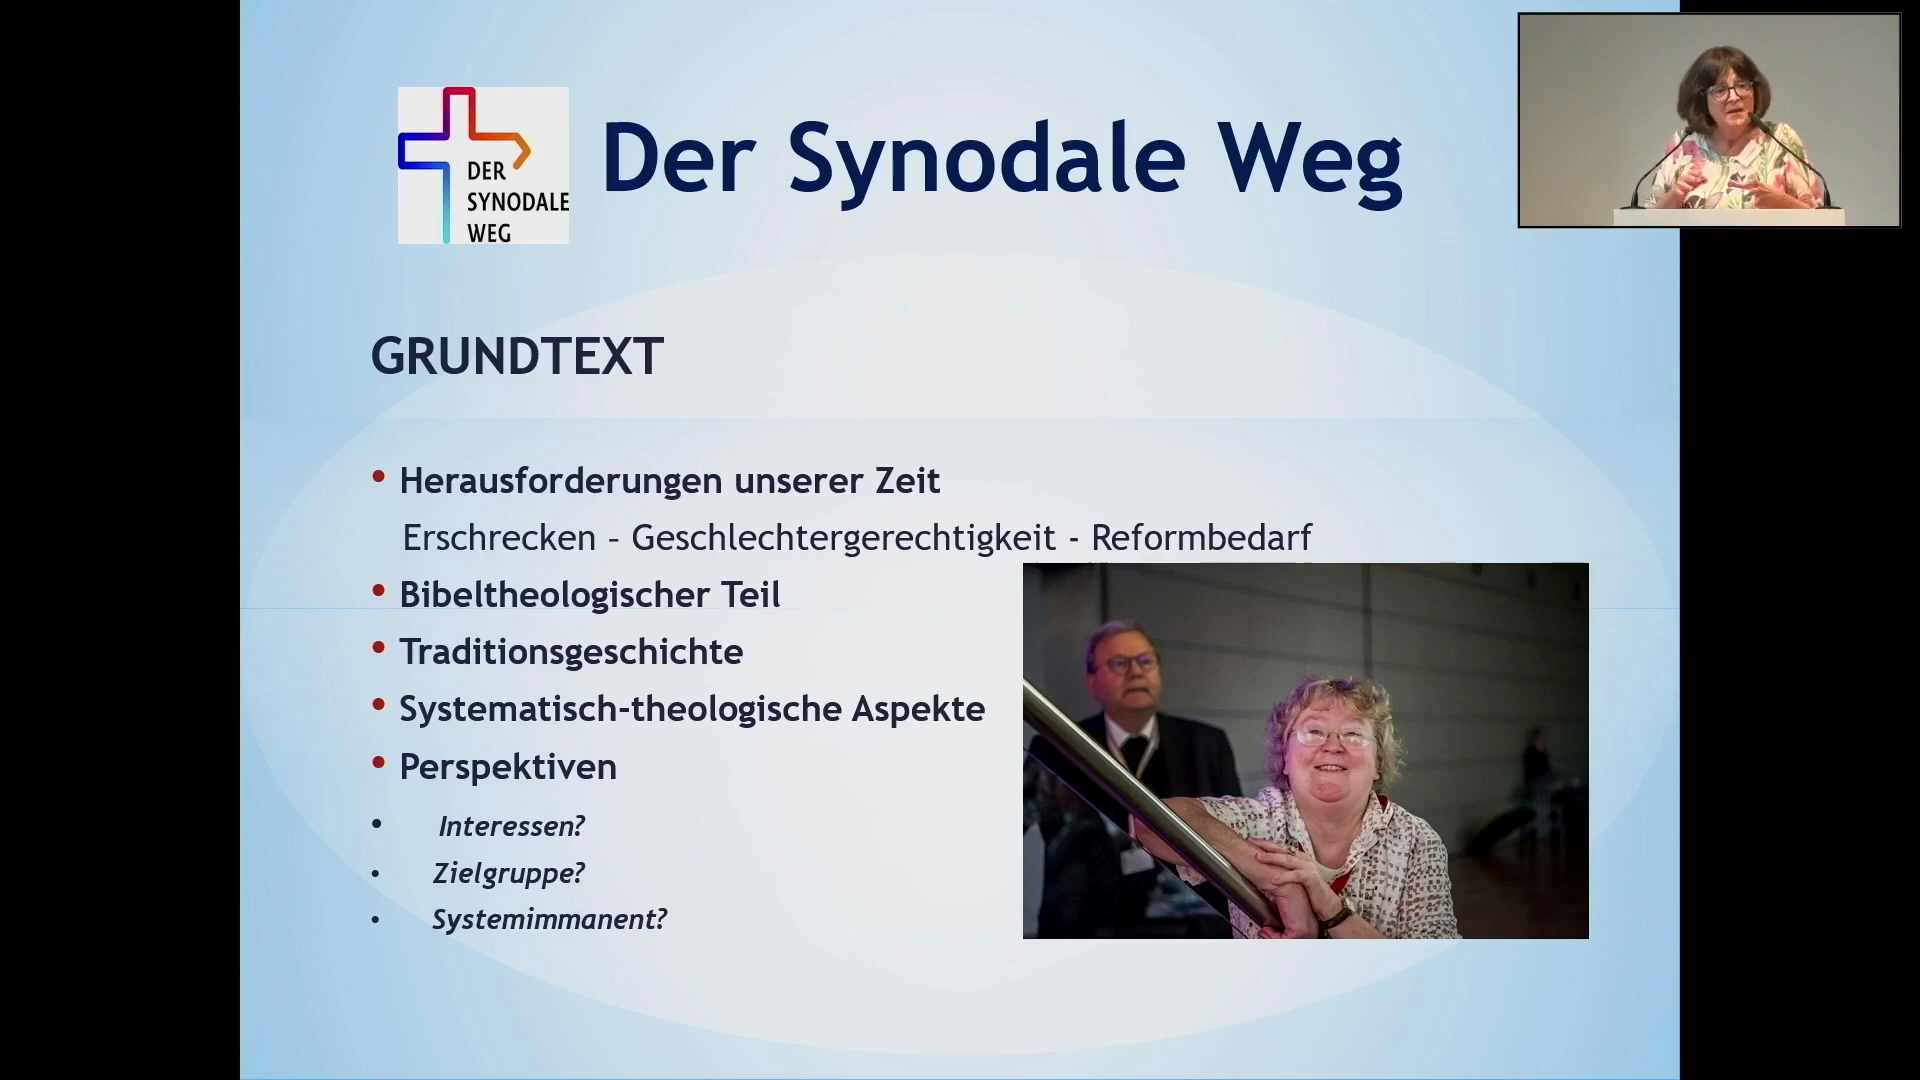 DER
SYNODALE
WEG
Der Synodale Weg
GRUNDTEXT
• Herausforderungen unserer Zeit
Erschrecken – Geschlechtergerechtigkeit - Reformbedarf
• Bibeltheologischer Teil
• Traditionsgeschichte
• Systematisch-theologische Aspekte
• Perspektiven
• Interessen?
• Zielgruppe?
• Systemimmanent?